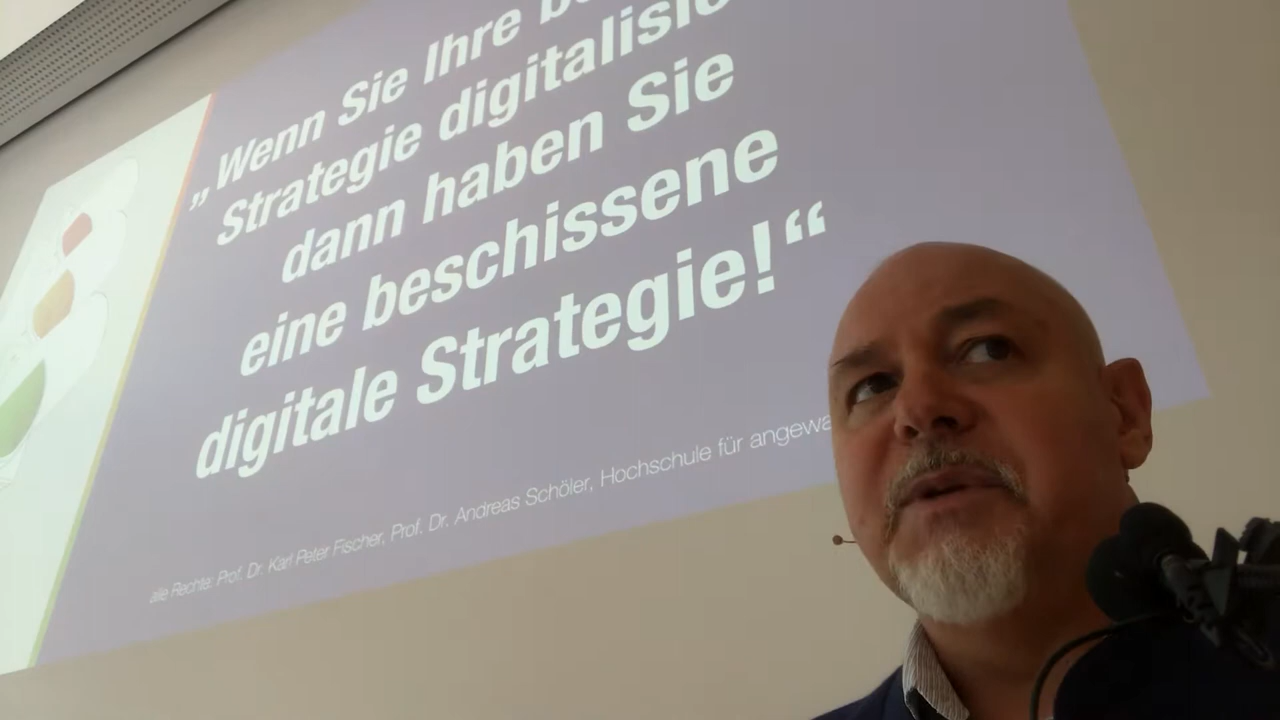 „Wenn Sie Ihre
Strategie
dann haben Sie
eine beschissene
digitale Strategie!“
alle Rechte: Prof. Dr. Karl Peter Fischer, Prof. Dr. Andreas Schöler, Hochschule für